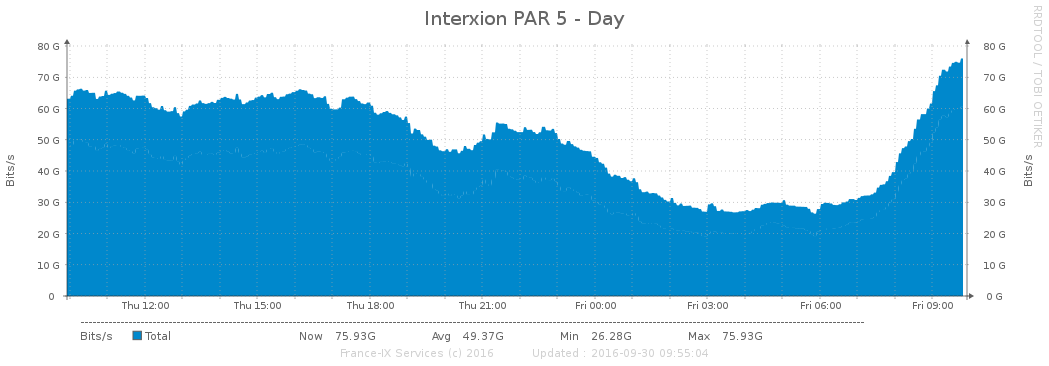 Interxion PAR 5 - Day
RRDTOOL / TOBI OETIKER
80 G 80 G
70 G 70 G
60 G 60 G
50 G 50 G
40 G 40 G
30 G 30 G
20 G 20 G
10 G 10 G
0 0 G
Bits/s
Bits/s
Thu 12:00 Thu 15:00 Thu 18:00 Thu 21:00 Fri 00:00 Fri 03:00 Fri 06:00 Fri 09:00
Bits/s Total Now 75.93G Avg 49.37G Min 26.28G Max 75.93G
France-IX Services (c) 2016 Updated : 2016-09-30 09:55:04